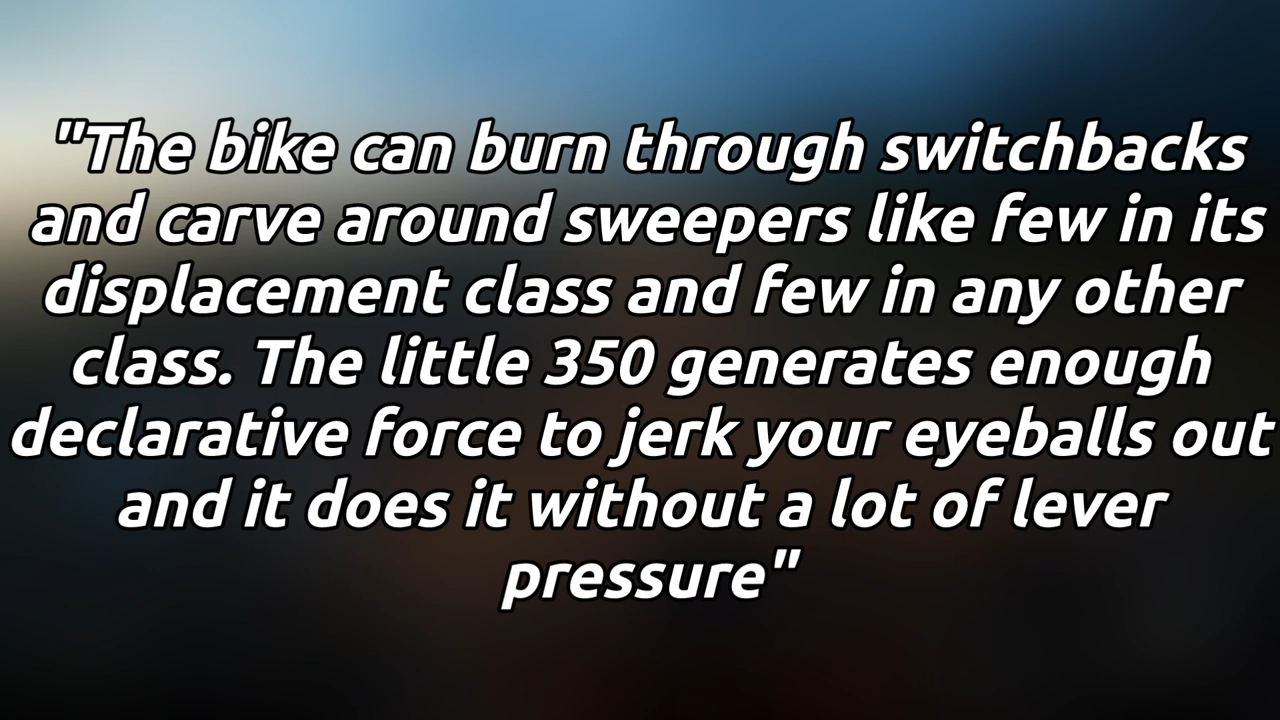 "The bike can burn through switchbacks
and carve around sweepers like few in its
displacement class and few in any other
class. The little 350 generates enough
declarative force to jerk your eyeballs out
and it does it without a lot of lever
pressure"